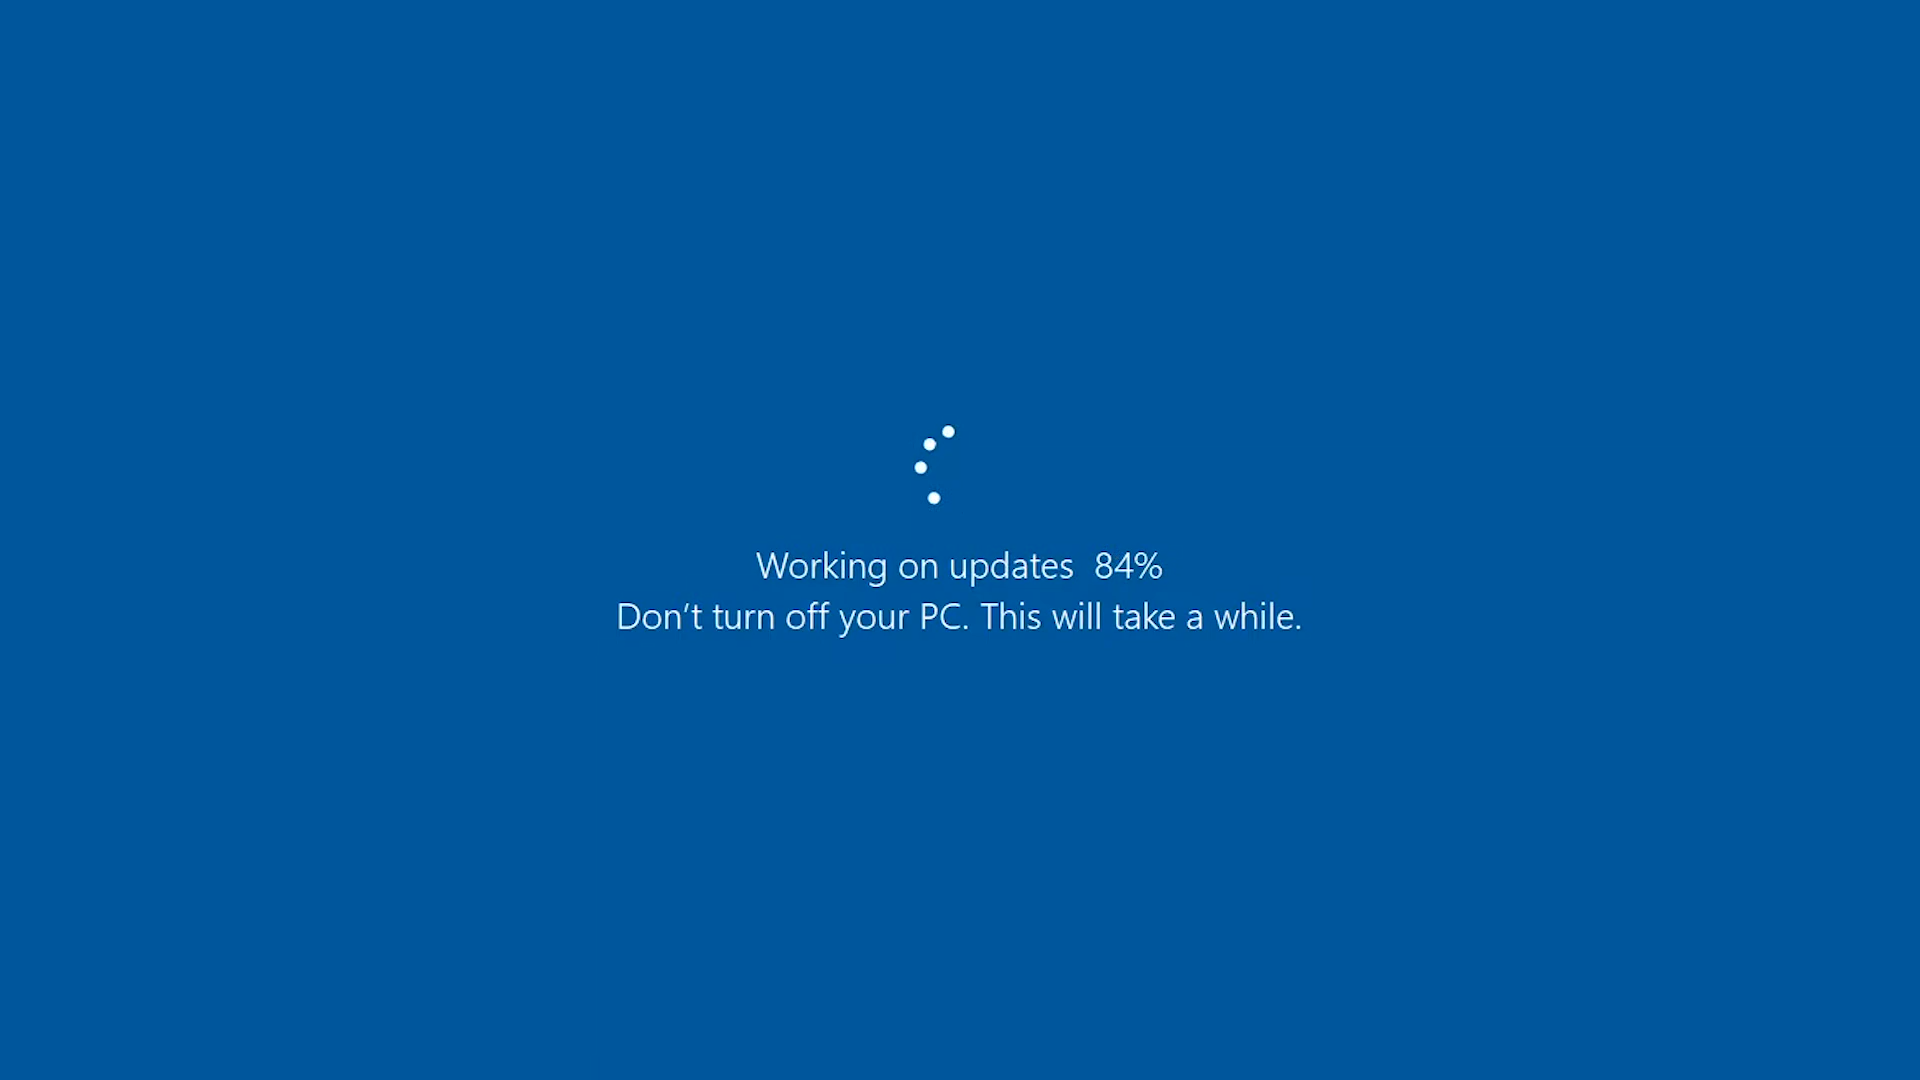 Working on updates  84%
Don’t turn off your PC. This will take a while.